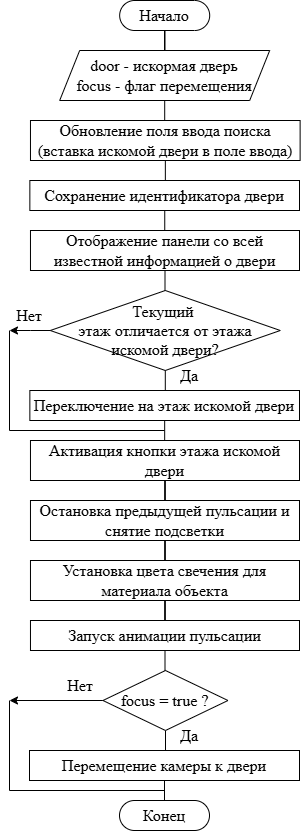 Начало
door - искормая дверь
focus - флаг перемещения
Обновление поля ввода поиска
(вставка искомой двери в поле ввода)
Сохранение идентификатора двери
Отображение панели со всей
известной информацией о двери
Текущий
этаж отличается от этажа
искомой двери?
Нет
Да
Переключение на этаж искомой двери
Активация кнопки этажа искомой
двери
Остановка предыдущей пульсации и
снятие подсветки
Установка цвета свечения для
материала объекта
Запуск анимации пульсации
Нет
focus = true ?
Да
Перемещение камеры к двери
Конец